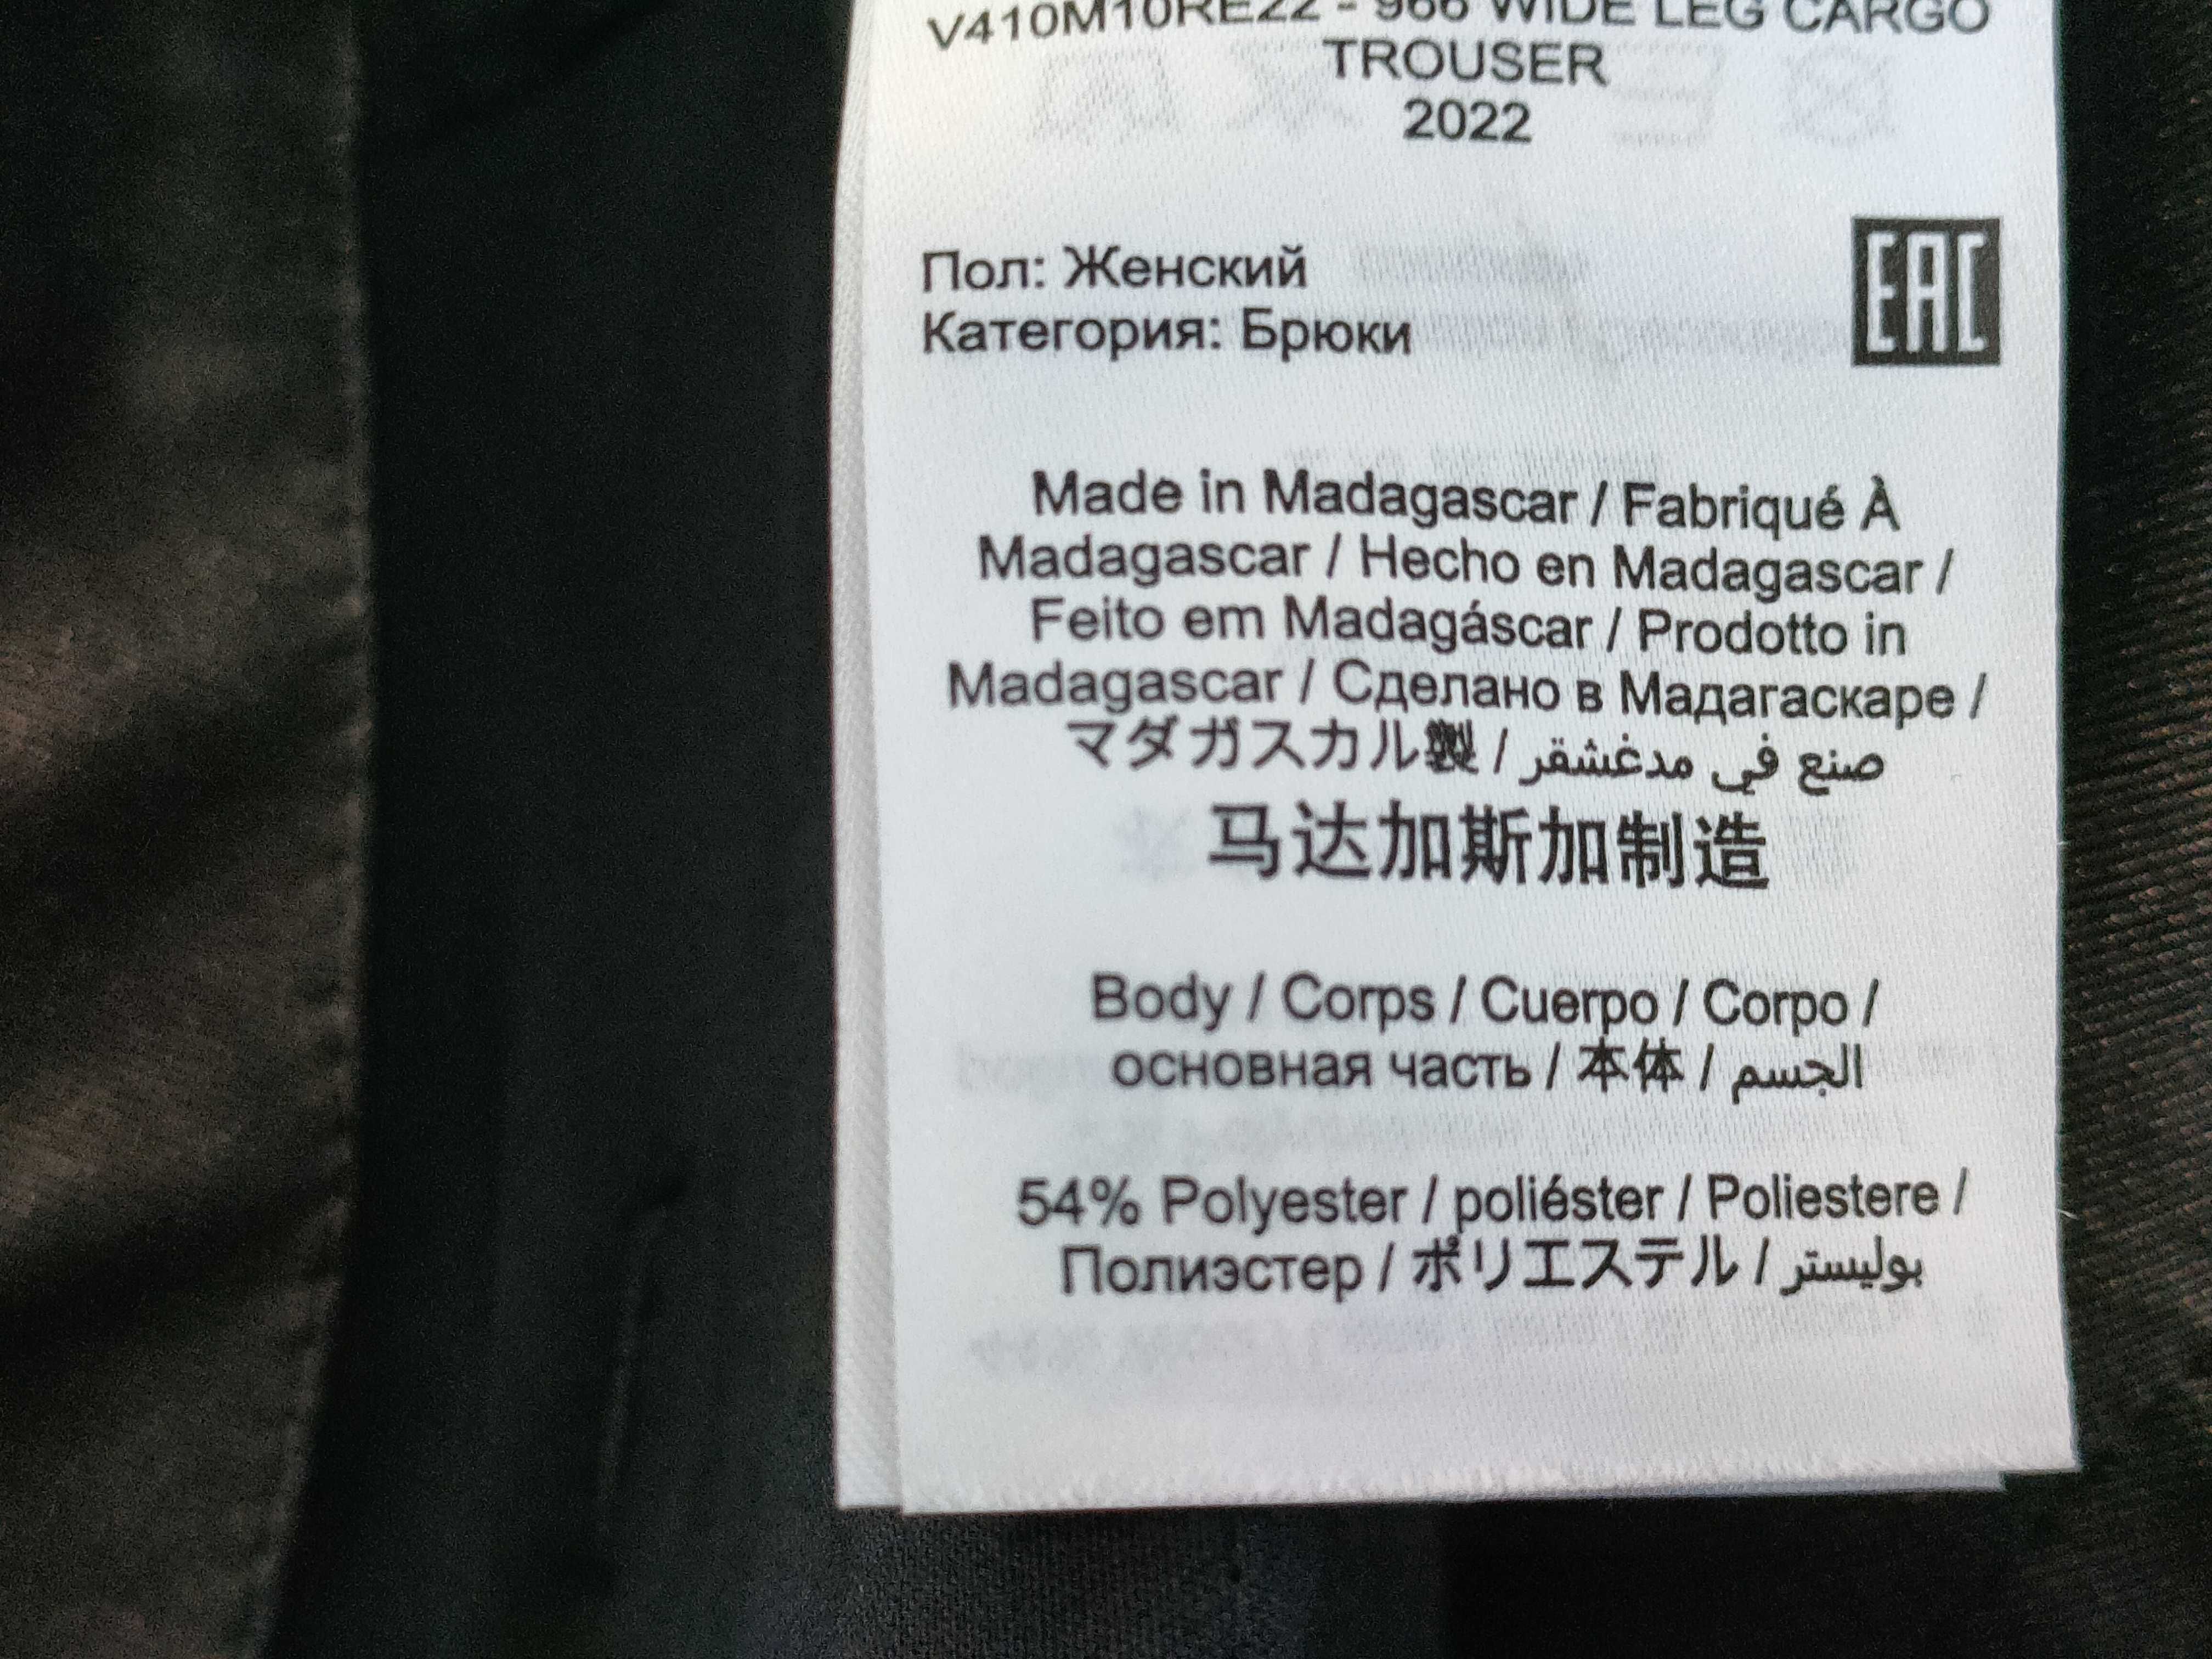 V410M10RE22 - 966 WIDE LEG CARGO
TROUSER
2022
Пол: Женский
Категория: Брюки
EAC
Made in Madagascar / Fabriqué À
Madagascar / Hecho en Madagascar /
Feito em Madagáscar / Prodotto in
Madagascar / Сделано в Мадагаскаре /
マダガスカル製 / صنع في مدغشقر
马达加斯加制造
Body / Corps / Cuerpo / Corpo /
основная часть / 本体 / الجسم
54% Polyester / poliéster / Poliestere /
Полиэстер / ポリエステル / بوليستر